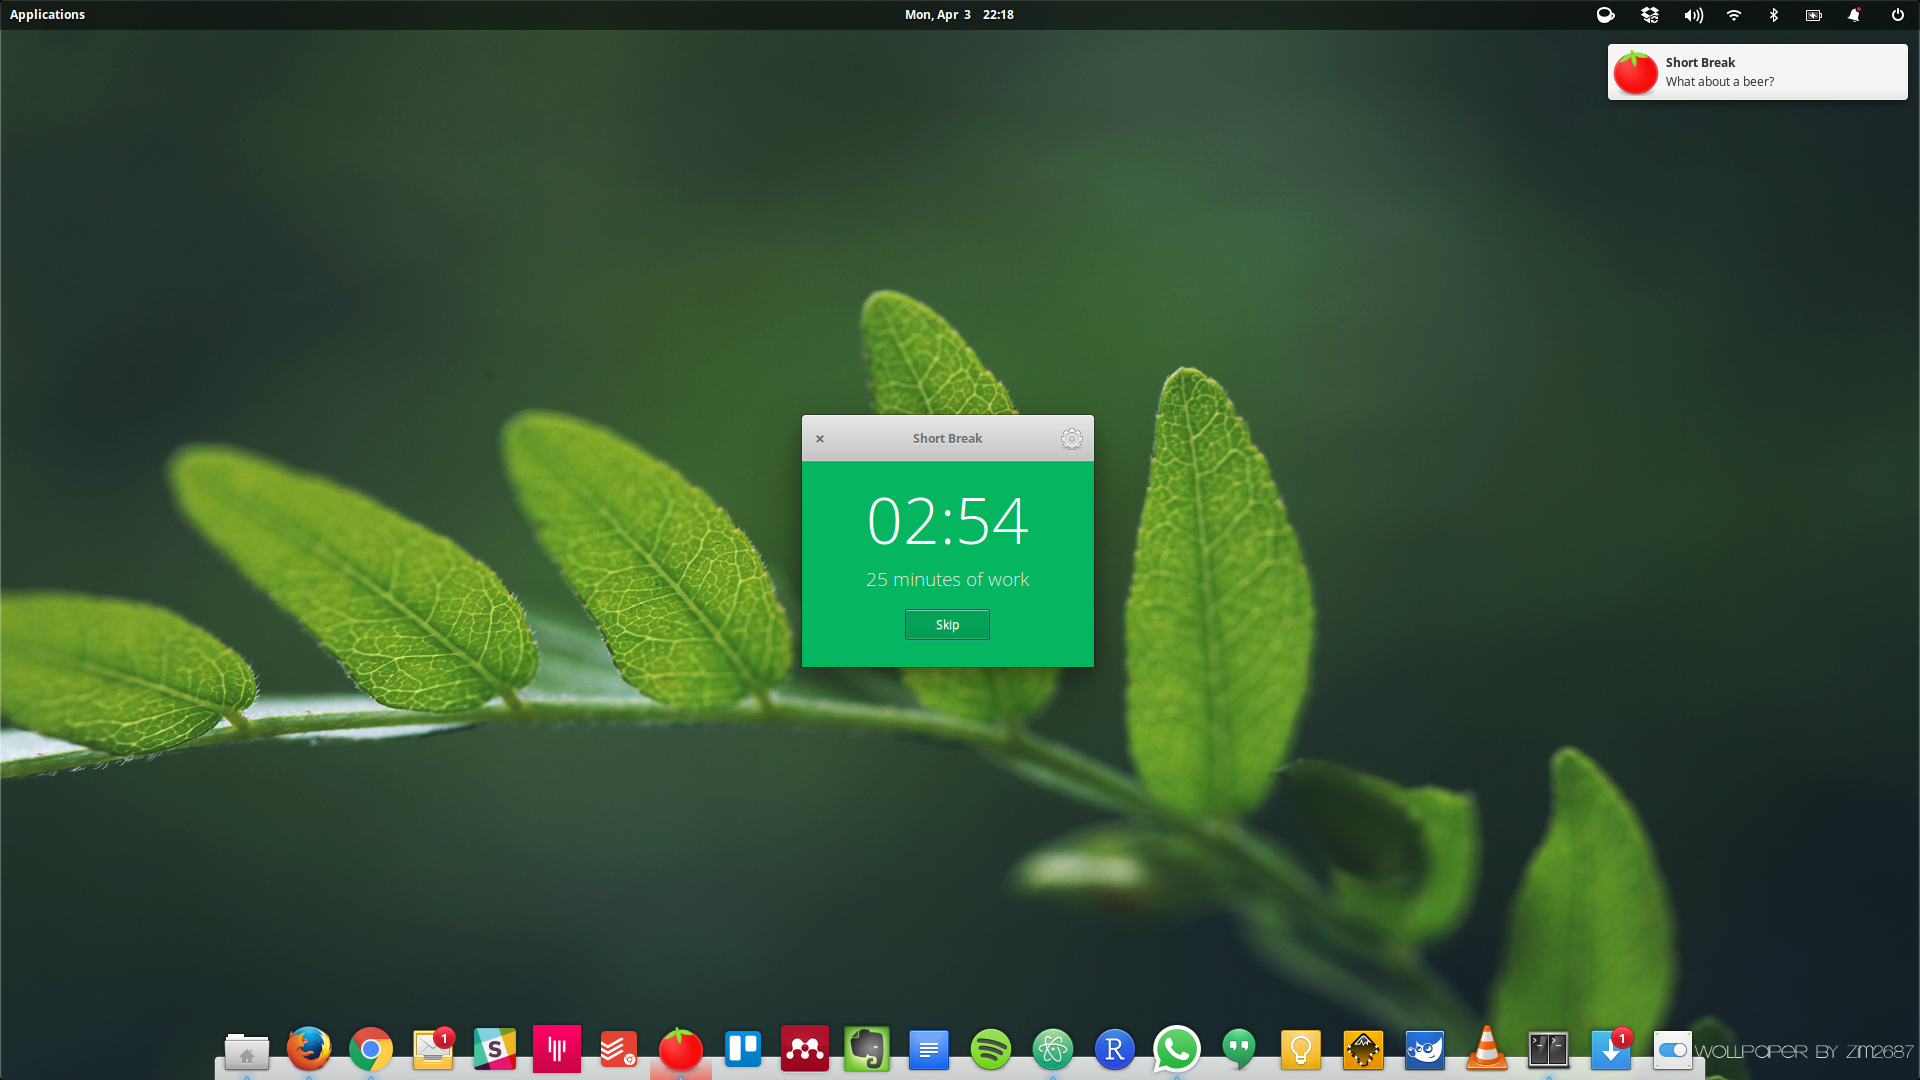 Applications
Mon, Apr 3 22:18
Short Break
What about a beer?
Short Break
02:54
25 minutes of work
Skip
1
S
R
1
WOLLPAPER BY ZIM2687